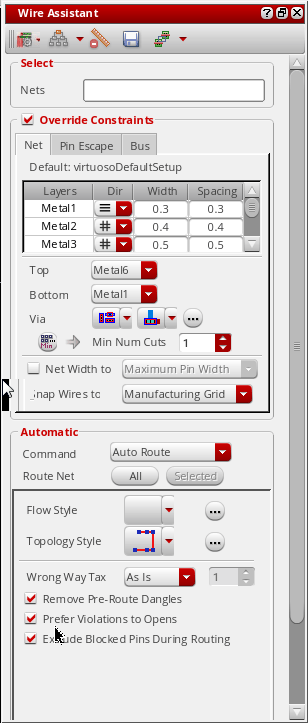 Wire Assistant
Select
Nets
Override Constraints
Net Pin Escape Bus
Default: virtuosoDefaultSetup
Layers Dir Width Spacing
Metal1 0.3 0.3
Metal2 0.4 0.4
Metal3 0.5 0.5
Top Metal6
Bottom Metal1
Via
Min Num Cuts 1
Net Width to Maximum Pin Width
Snap Wires to Manufacturing Grid
Automatic
Command Auto Route
Route Net All Selected
Flow Style
Topology Style
Wrong Way Tax As Is 1
Remove Pre-Route Dangles
Prefer Violations to Opens
Exclude Blocked Pins During Routing